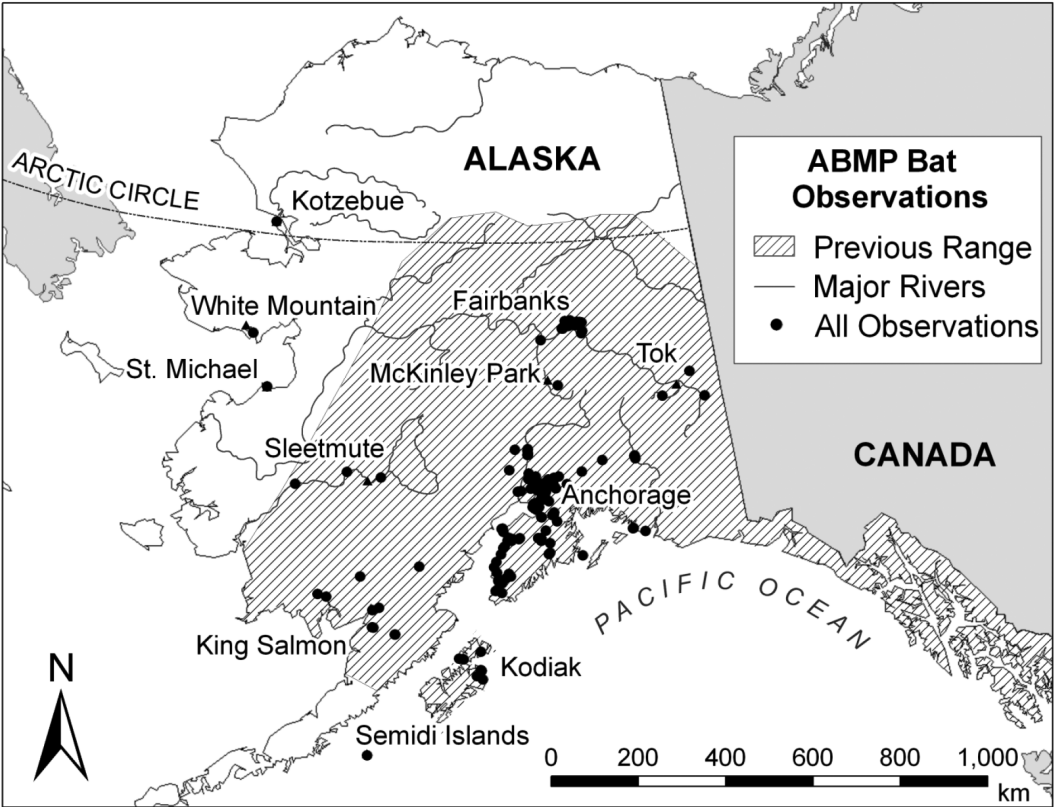 ALASKA
ARCTIC CIRCLE
Kotzebue
ABMP Bat
Observations
Previous Range
Major Rivers
All Observations
White Mountain
Fairbanks
St. Michael
McKinley Park
Tok
Sleetmute
CANADA
Anchorage
PACIFIC OCEAN
King Salmon
Kodiak
N
Semidi Islands
0 200 400 600 800 1,000
km